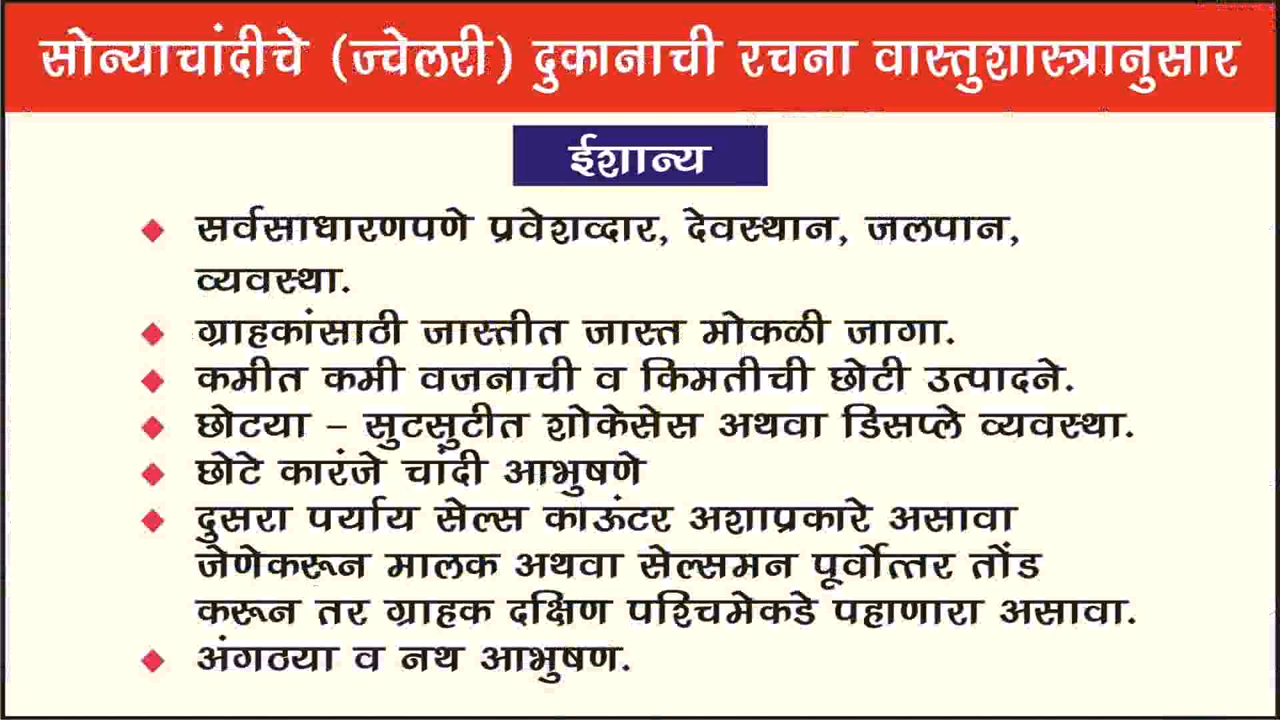 सोन्याचांदीचे (ज्वेलरी) दुकानाची रचना वास्तुशास्त्रानुसार
ईशान्य
◆ सर्वसाधारणपणे प्रवेशव्दार, देवस्थान, जलपान,
व्यवस्था.
◆ ग्राहकांसाठी जास्तीत जास्त मोकळी जागा.
◆ कमीत कमी वजनाची व किमतीची छोटी उत्पादने.
◆ छोटया – सुटसुटीत शोकेसेस अथवा डिसप्ले व्यवस्था.
◆ छोटे कारंजे चांदी आभुषणे
◆ दुसरा पर्याय सेल्स काऊंटर अशाप्रकारे असावा
जेणेकरून मालक अथवा सेल्समन पूर्वोत्तर तोंड
करून तर ग्राहक दक्षिण पश्चिमेकडे पहाणारा असावा.
◆ अंगठया व नथ आभुषण.